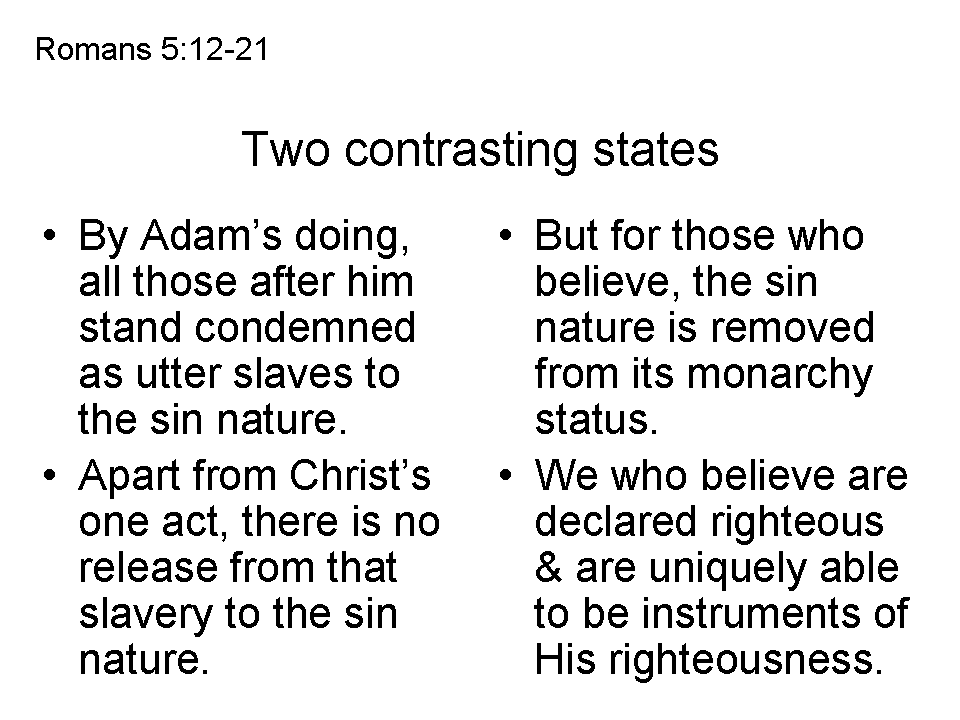 Romans 5:12-21
Two contrasting states
• By Adam's doing,
all those after him
stand condemned
as utter slaves to
the sin nature.
• Apart from Christ's
one act, there is no
release from that
slavery to the sin
nature.
• But for those who
believe, the sin
nature is removed
from its monarchy
status.
• We who believe are
declared righteous
& are uniquely able
to be instruments of
His righteousness.